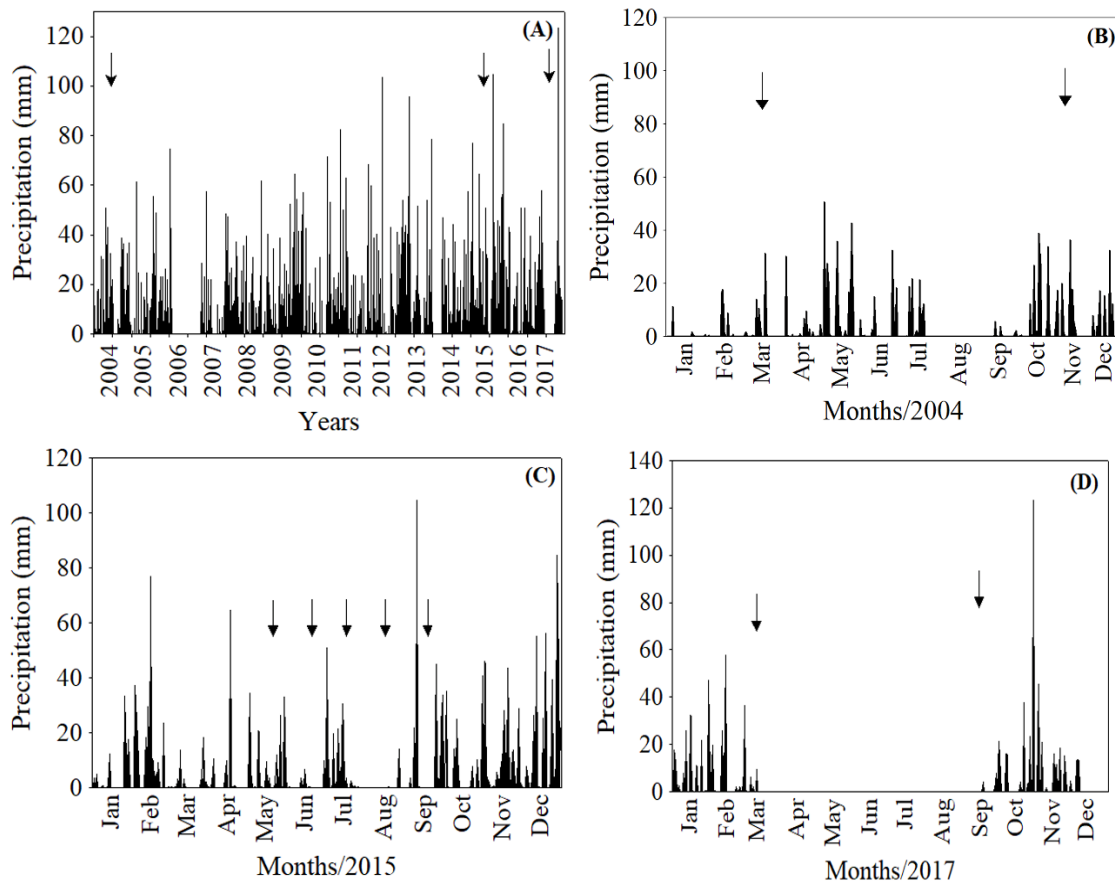 (A)
Precipitation (mm)
120
100
80
60
40
20
0
2004 2005 2006 2007 2008 2009 2010 2011 2012 2013 2014 2015 2016 2017
Years
(B)
Precipitation (mm)
120
100
80
60
40
20
0
Jan Feb Mar Apr May Jun Jul Aug Sep Oct Nov Dec
Months/2004
(C)
Precipitation (mm)
120
100
80
60
40
20
0
Jan Feb Mar Apr May Jun Jul Aug Sep Oct Nov Dec
Months/2015
(D)
Precipitation (mm)
140
120
100
80
60
40
20
0
Jan Feb Mar Apr May Jun Jul Aug Sep Oct Nov Dec
Months/2017